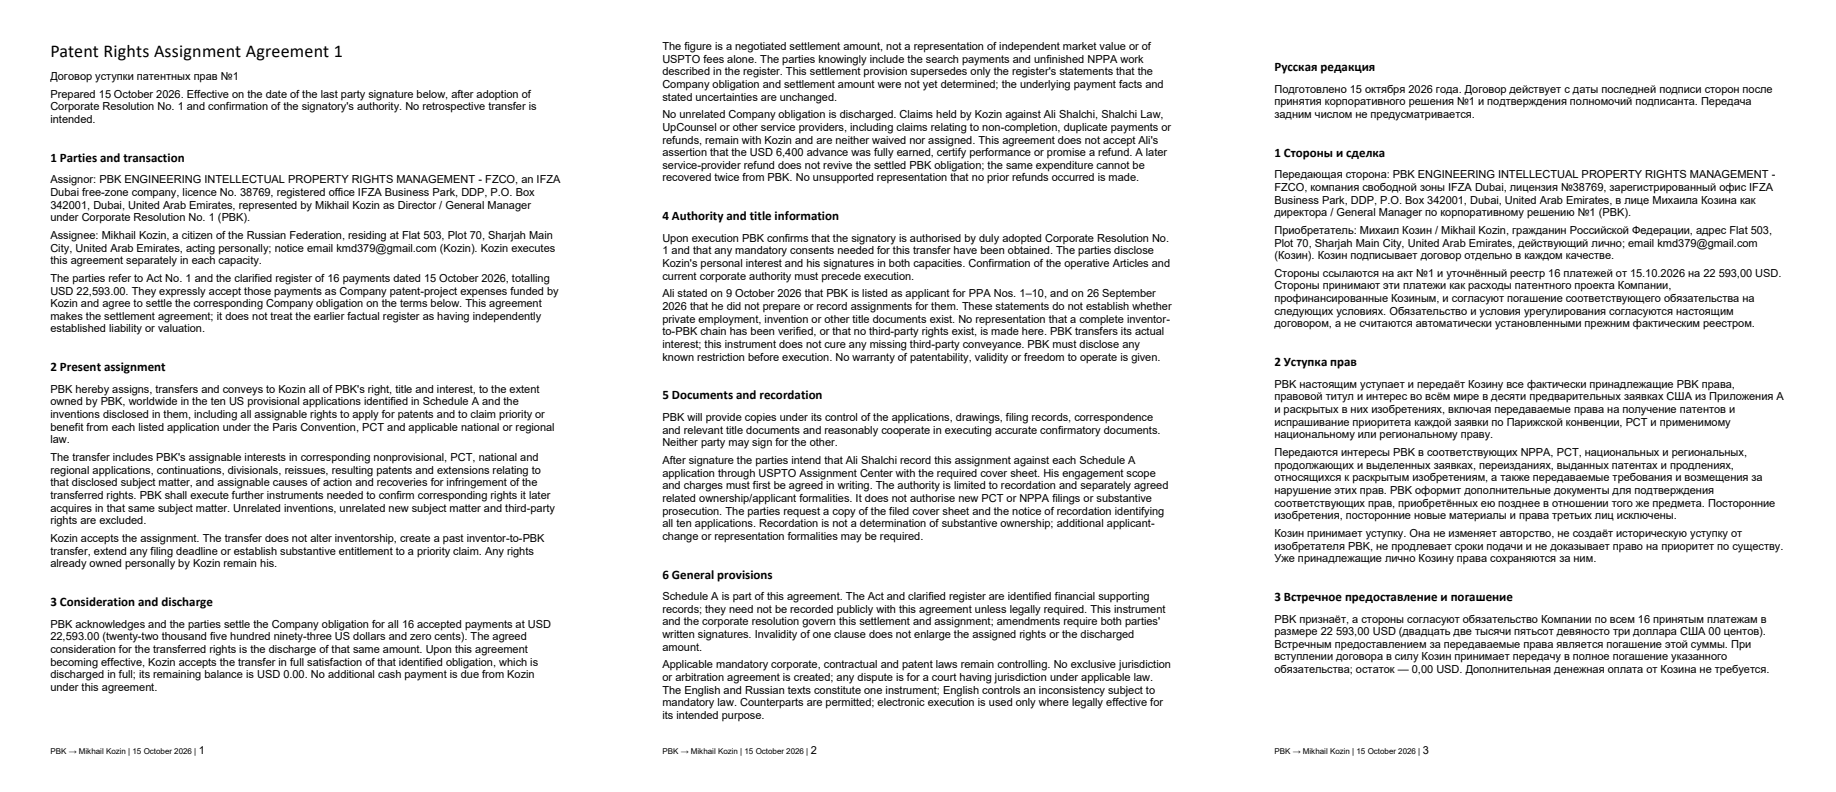 Patent Rights Assignment Agreement 1
Договор уступки патентных прав №1
Prepared 15 October 2026. Effective on the date of the last party signature below, after adoption of
Corporate Resolution No. 1 and confirmation of the signatory's authority. No retrospective transfer is
intended.
1 Parties and transaction
Assignor: PBK ENGINEERING INTELLECTUAL PROPERTY RIGHTS MANAGEMENT - FZCO, an IFZA
Dubai free-zone company, licence No. 38769, registered office IFZA Business Park, DDP, P.O. Box
342001, Dubai, United Arab Emirates, represented by Mikhail Kozin as Director / General Manager
under Corporate Resolution No. 1 (PBK).
Assignee: Mikhail Kozin, a citizen of the Russian Federation, residing at Flat 503, Plot 70, Sharjah Main
City, United Arab Emirates, acting personally; notice email kmd379@gmail.com (Kozin). Kozin executes
this agreement separately in each capacity.
The parties refer to Act No. 1 and the clarified register of 16 payments dated 15 October 2026, totalling
USD 22,593.00. They expressly accept those payments as Company patent-project expenses funded by
Kozin and agree to settle the corresponding Company obligation on the terms below. This agreement
makes the settlement agreement; it does not treat the earlier factual register as having independently
established liability or valuation.
2 Present assignment
PBK hereby assigns, transfers and conveys to Kozin all of PBK's right, title and interest, to the extent
owned by PBK, worldwide in the ten US provisional applications identified in Schedule A and the
inventions disclosed in them, including all assignable rights to apply for patents and to claim priority or
benefit from each listed application under the Paris Convention, PCT and applicable national or regional
law.
The transfer includes PBK's assignable interests in corresponding nonprovisional, PCT, national and
regional applications, continuations, divisionals, reissues, resulting patents and extensions relating to
that disclosed subject matter, and assignable causes of action and recoveries for infringement of the
transferred rights. PBK shall execute further instruments needed to confirm corresponding rights it later
acquires in that same subject matter. Unrelated inventions, unrelated new subject matter and third-party
rights are excluded.
Kozin accepts the assignment. The transfer does not alter inventorship, create a past inventor-to-PBK
transfer, extend any filing deadline or establish substantive entitlement to a priority claim. Any rights
already owned personally by Kozin remain his.
3 Consideration and discharge
PBK acknowledges and the parties settle the Company obligation for all 16 accepted payments at USD
22,593.00 (twenty-two thousand five hundred ninety-three US dollars and zero cents). The agreed
consideration for the transferred rights is the discharge of that same amount. Upon this agreement
becoming effective, Kozin accepts the transfer in full satisfaction of that identified obligation, which is
discharged in full; its remaining balance is USD 0.00. No additional cash payment is due from Kozin
under this agreement.
PBK → Mikhail Kozin | 15 October 2026 | 1
The figure is a negotiated settlement amount, not a representation of independent market value or of
USPTO fees alone. The parties knowingly include the search payments and unfinished NPPA work
described in the register. This settlement provision supersedes only the register's statements that the
Company obligation and settlement amount were not yet determined; the underlying payment facts and
stated uncertainties are unchanged.
No unrelated Company obligation is discharged. Claims held by Kozin against Ali Shalchi, Shalchi Law,
UpCounsel or other service providers, including claims relating to non-completion, duplicate payments or
refunds, remain with Kozin and are neither waived nor assigned. This agreement does not accept Ali's
assertion that the USD 6,400 advance was fully earned, certify performance or promise a refund. A later
service-provider refund does not revive the settled PBK obligation; the same expenditure cannot be
recovered twice from PBK. No unsupported representation that no prior refunds occurred is made.
4 Authority and title information
Upon execution PBK confirms that the signatory is authorised by duly adopted Corporate Resolution No.
1 and that any mandatory consents needed for this transfer have been obtained. The parties disclose
Kozin's personal interest and his signatures in both capacities. Confirmation of the operative Articles and
current corporate authority must precede execution.
Ali stated on 9 October 2026 that PBK is listed as applicant for PPA Nos. 1–10, and on 26 September
2026 that he did not prepare or record assignments for them. These statements do not establish whether
private employment, invention or other title documents exist. No representation that a complete inventor-
to-PBK chain has been verified, or that no third-party rights exist, is made here. PBK transfers its actual
interest; this instrument does not cure any missing third-party conveyance. PBK must disclose any
known restriction before execution. No warranty of patentability, validity or freedom to operate is given.
5 Documents and recordation
PBK will provide copies under its control of the applications, drawings, filing records, correspondence
and relevant title documents and reasonably cooperate in executing accurate confirmatory documents.
Neither party may sign for the other.
After signature the parties intend that Ali Shalchi record this assignment against each Schedule A
application through USPTO Assignment Center with the required cover sheet. His engagement scope
and charges must first be agreed in writing. The authority is limited to recordation and separately agreed
related ownership/applicant formalities. It does not authorise new PCT or NPPA filings or substantive
prosecution. The parties request a copy of the filed cover sheet and the notice of recordation identifying
all ten applications. Recordation is not a determination of substantive ownership; additional applicant-
change or representation formalities may be required.
6 General provisions
Schedule A is part of this agreement. The Act and clarified register are identified financial supporting
records; they need not be recorded publicly with this agreement unless legally required. This instrument
and the corporate resolution govern this settlement and assignment; amendments require both parties'
written signatures. Invalidity of one clause does not enlarge the assigned rights or the discharged
amount.
Applicable mandatory corporate, contractual and patent laws remain controlling. No exclusive jurisdiction
or arbitration agreement is created; any dispute is for a court having jurisdiction under applicable law.
The English and Russian texts constitute one instrument; English controls an inconsistency subject to
mandatory law. Counterparts are permitted; electronic execution is used only where legally effective for
its intended purpose.
PBK → Mikhail Kozin | 15 October 2026 | 2
Русская редакция
Подготовлено 15 октября 2026 года. Договор действует с даты последней подписи сторон после
принятия корпоративного решения №1 и подтверждения полномочий подписанта. Передача
задним числом не предусматривается.
1 Стороны и сделка
Передающая сторона: PBK ENGINEERING INTELLECTUAL PROPERTY RIGHTS MANAGEMENT -
FZCO, компания свободной зоны IFZA Dubai, лицензия №38769, зарегистрированный офис IFZA
Business Park, DDP, P.O. Box 342001, Dubai, United Arab Emirates, в лице Михаила Козина как
директора / General Manager по корпоративному решению №1 (PBK).
Приобретатель: Михаил Козин / Mikhail Kozin, гражданин Российской Федерации, адрес Flat 503,
Plot 70, Sharjah Main City, United Arab Emirates, действующий лично; email kmd379@gmail.com
(Козин). Козин подписывает договор отдельно в каждом качестве.
Стороны ссылаются на акт №1 и уточнённый реестр 16 платежей от 15.10.2026 на 22 593,00 USD.
Стороны принимают эти платежи как расходы патентного проекта Компании,
профинансированные Козиным, и согласуют погашение соответствующего обязательства на
следующих условиях. Обязательство и условия урегулирования согласуются настоящим
договором, а не считаются автоматически установленными прежним фактическим реестром.
2 Уступка прав
PBK настоящим уступает и передаёт Козину все фактически принадлежащие PBK права,
правовой титул и интерес во всём мире в десяти предварительных заявках США из Приложения A
и раскрытых в них изобретениях, включая передаваемые права на получение патентов и
испрашивание приоритета каждой заявки по Парижской конвенции, PCT и применимому
национальному или региональному праву.
Передаются интересы PBK в соответствующих NPPA, PCT, национальных и региональных,
продолжающих и выделенных заявках, переизданиях, выданных патентах и продлениях,
относящихся к раскрытым изобретениям, а также передаваемые требования и возмещения за
нарушение этих прав. PBK оформит дополнительные документы для подтверждения
соответствующих прав, приобретённых ею позднее в отношении того же предмета. Посторонние
изобретения, посторонние новые материалы и права третьих лиц исключены.
Козин принимает уступку. Она не изменяет авторство, не создаёт историческую уступку от
изобретателя PBK, не продлевает сроки подачи и не доказывает право на приоритет по существу.
Уже принадлежащие лично Козину права сохраняются за ним.
3 Встречное предоставление и погашение
PBK признаёт, а стороны согласуют обязательство Компании по всем 16 принятым платежам в
размере 22 593,00 USD (двадцать две тысячи пятьсот девяносто три доллара США 00 центов).
Встречным предоставлением за передаваемые права является погашение этой суммы. При
вступлении договора в силу Козин принимает передачу в полное погашение указанного
обязательства; остаток — 0,00 USD. Дополнительная денежная оплата от Козина не требуется.
PBK → Mikhail Kozin | 15 October 2026 | 3